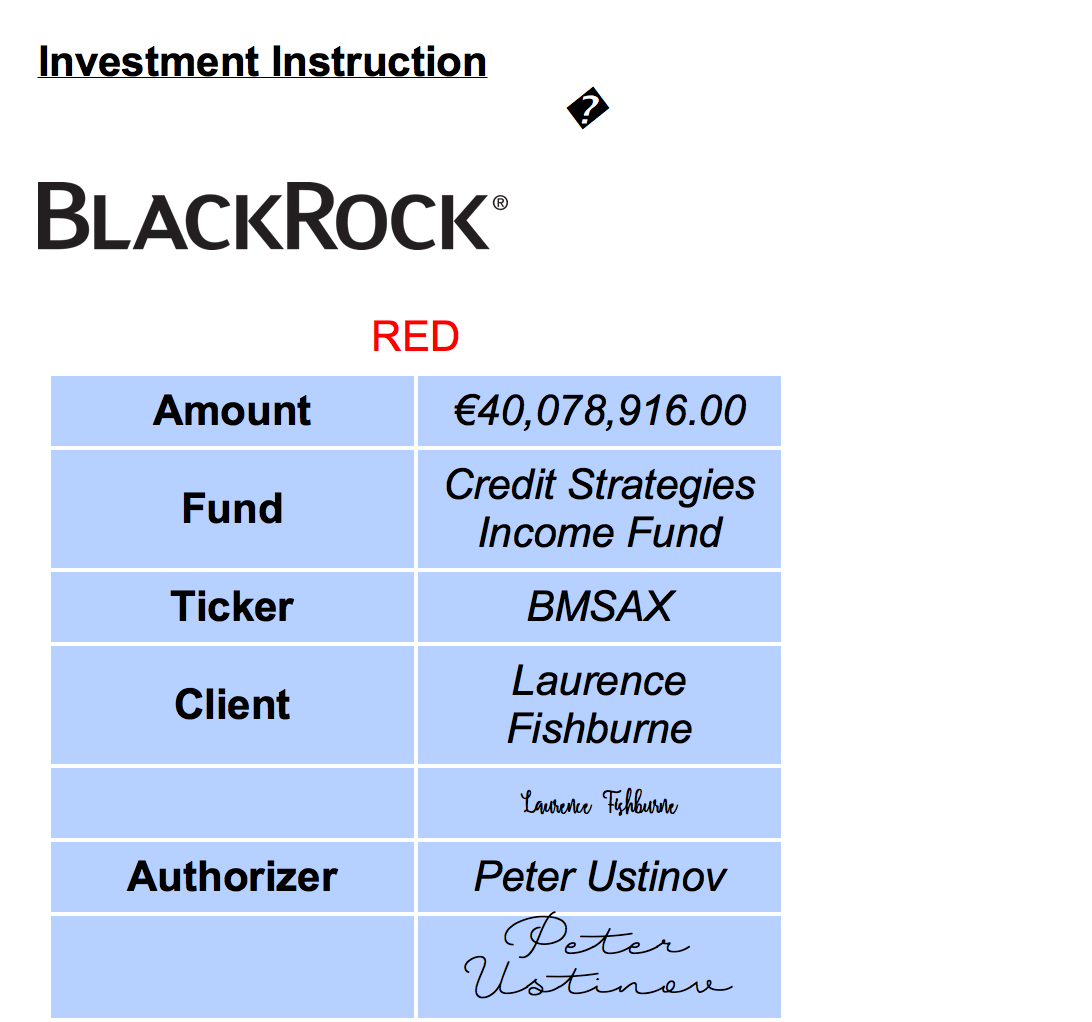 Investment Instruction
�
BLACKROCK®
RED
Amount €40,078,916.00
Fund Credit Strategies
Income Fund
Ticker BMSAX
Client Laurence
Fishburne
Laurence Fishburne
Authorizer Peter Ustinov
Peter
Ustinov